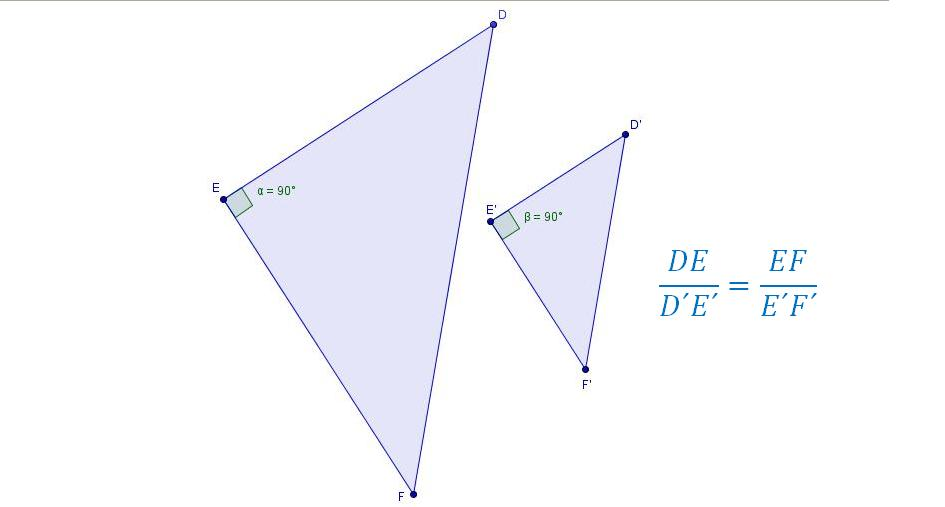 D
D'
E
α = 90°
E'
β = 90°
DE/D´E´ = EF/E´F´
F'
F